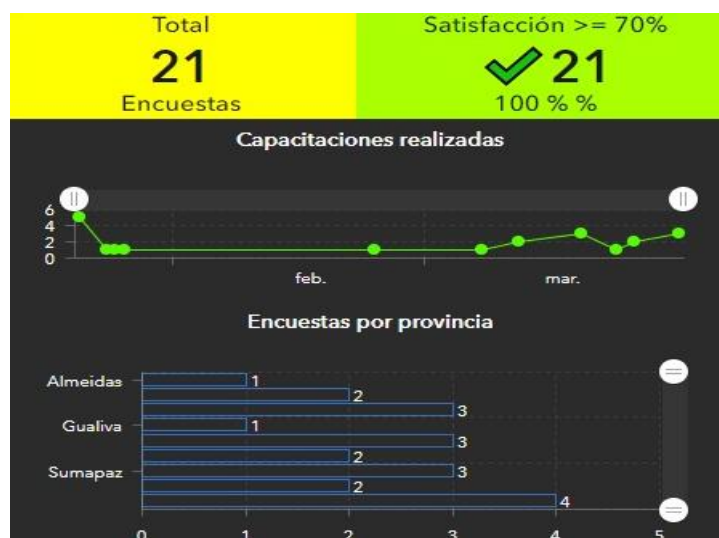 Total
21
Encuestas
Satisfacción >= 70%
21
100 % %
Capacitaciones realizadas
6
4
2
0
feb.
mar.
Encuestas por provincia
Almeidas
1
2
3
Gualiva
1
3
2
Sumapaz
3
2
4
0
1
2
3
4
5